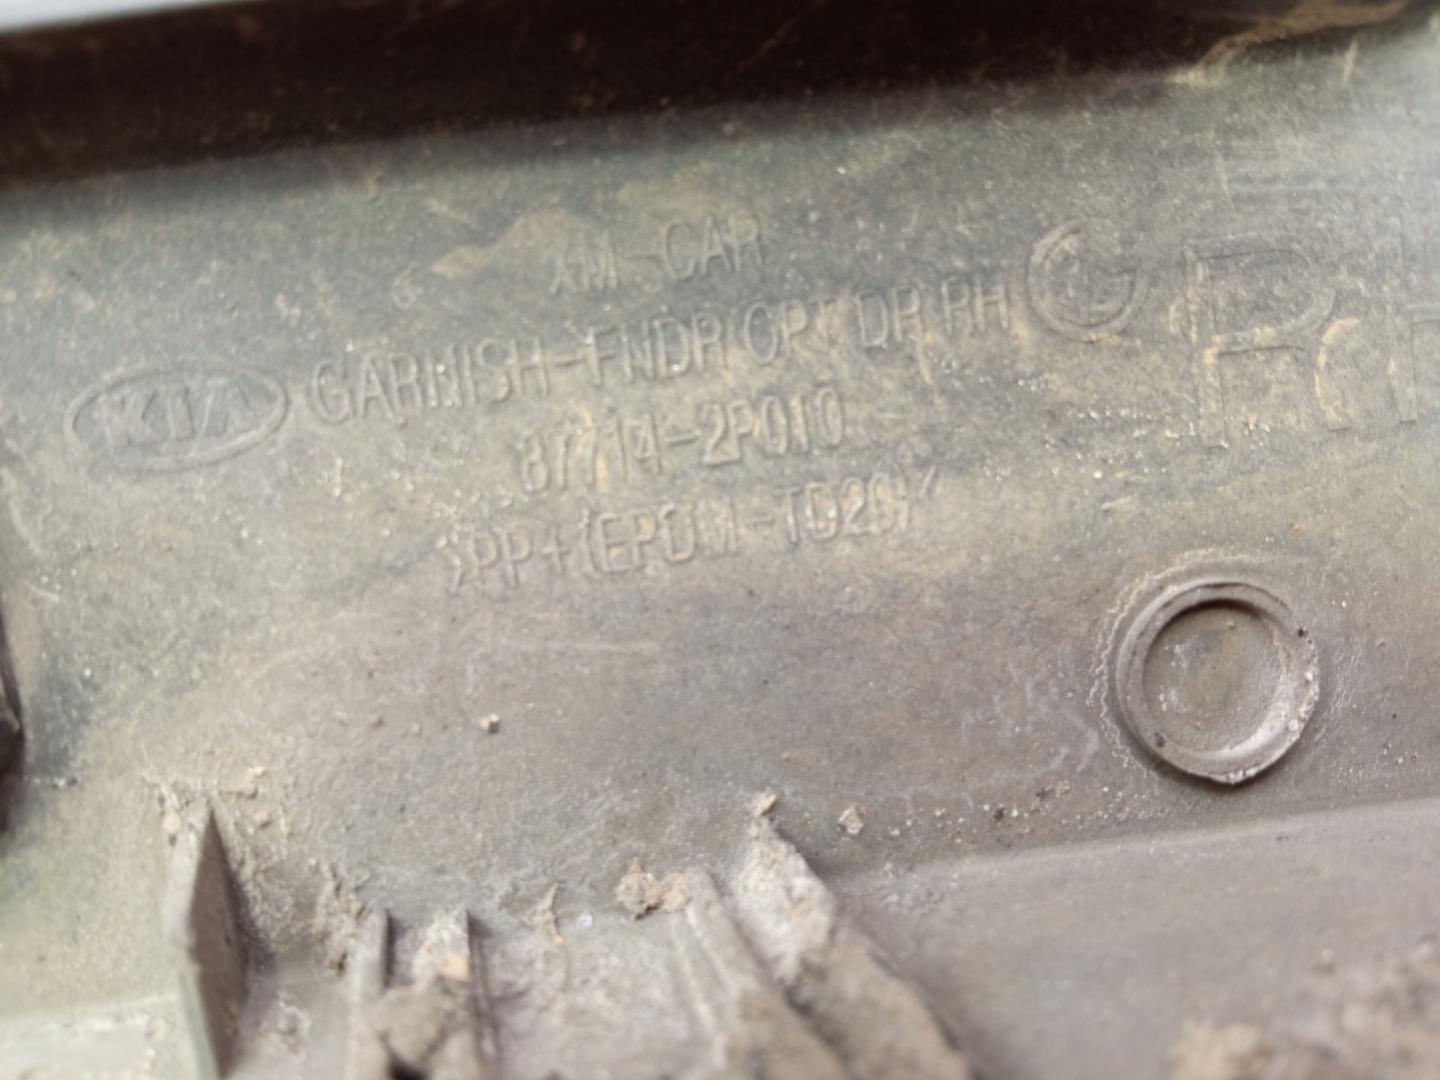 XM-CAR
KIA GARNISH-FNDR CPT DR RH
87714-2P010
>PP+(EPDM-TD20)<